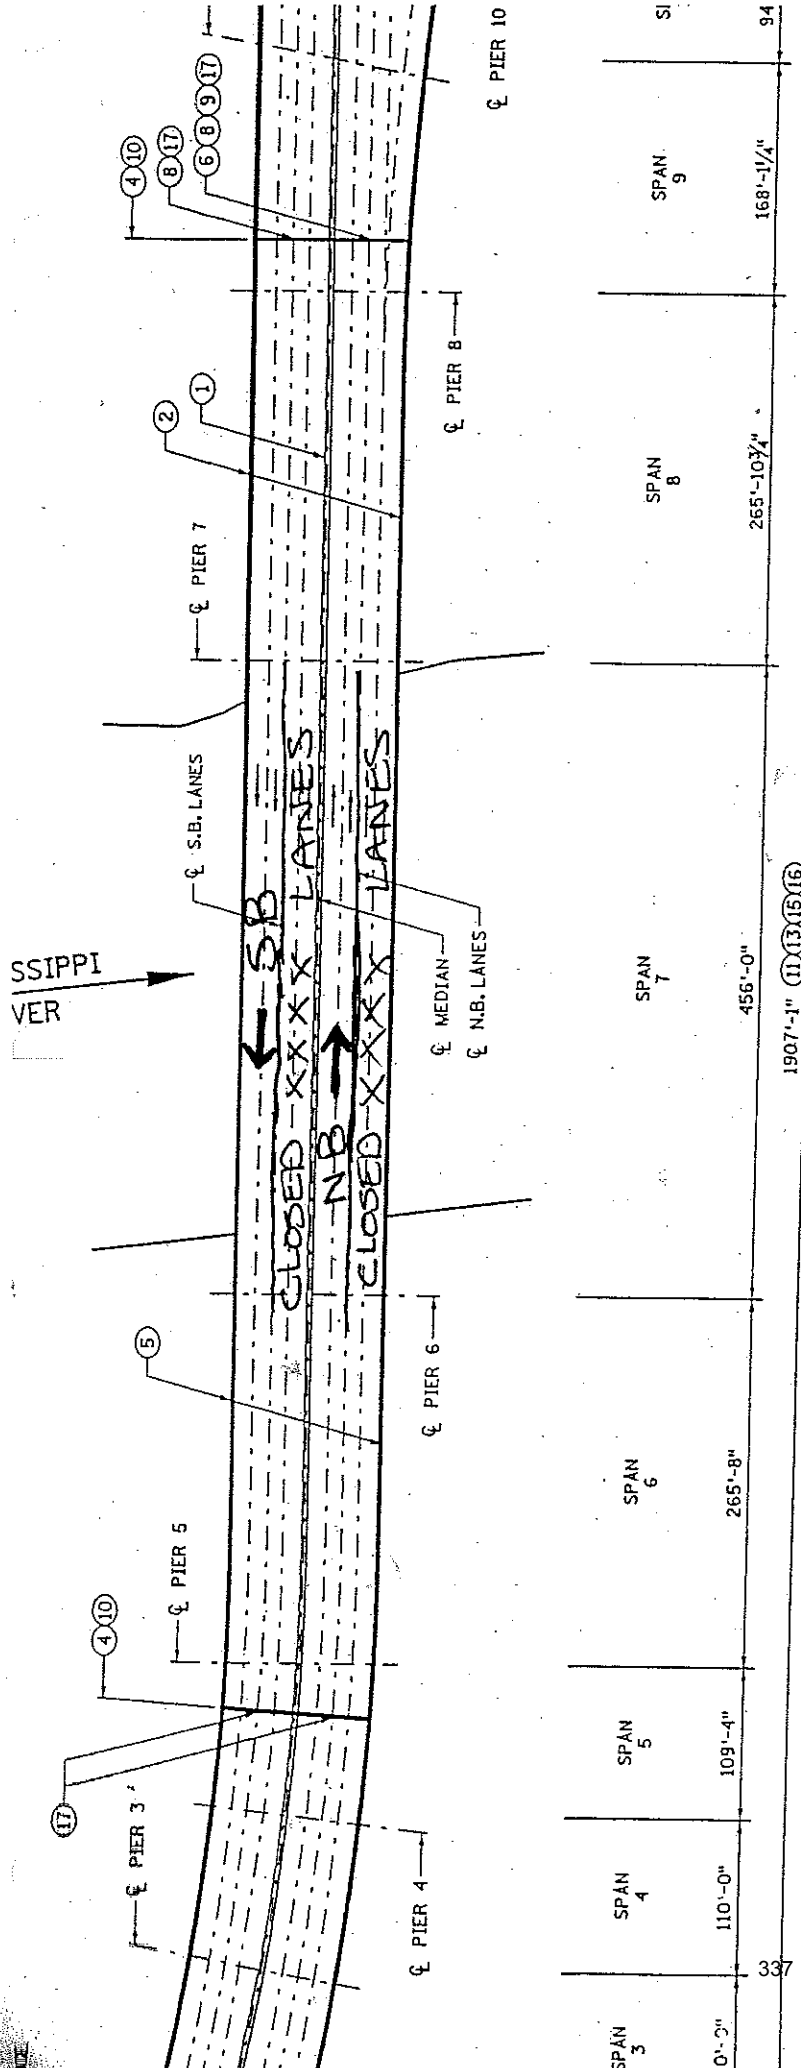 SSIPPI
VER
4 10
8 17
6 8 9 17
℄ PIER 10
℄ PIER 8
2
1
℄ PIER 7
℄ S.B. LANES
SB
CLOSED XXXX LANES
NB
CLOSED XXXX LANES
℄ MEDIAN
℄ N.B. LANES
5
℄ PIER 6
℄ PIER 5
4 10
17
℄ PIER 3
℄ PIER 4
94
SPAN
9
168'-1¼"
SPAN
8
265'-10¾"
SPAN
7
456'-0"
1907'-1" 11 13 15 16
SPAN
6
265'-8"
SPAN
5
109'-4"
SPAN
4
110'-0"
SPAN
3
337